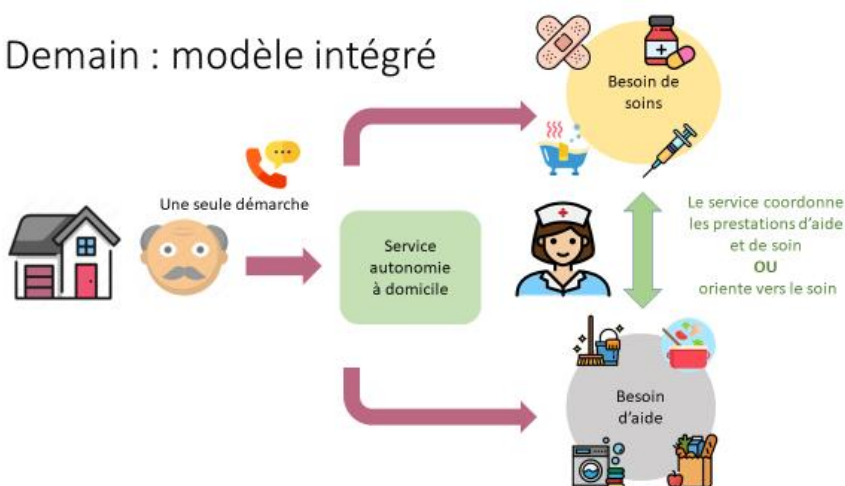 Demain : modèle intégré
Une seule démarche
Service
autonomie
à domicile
Besoin de
soins
Le service coordonne
les prestations d'aide
et de soin
OU
oriente vers le soin
Besoin
d'aide